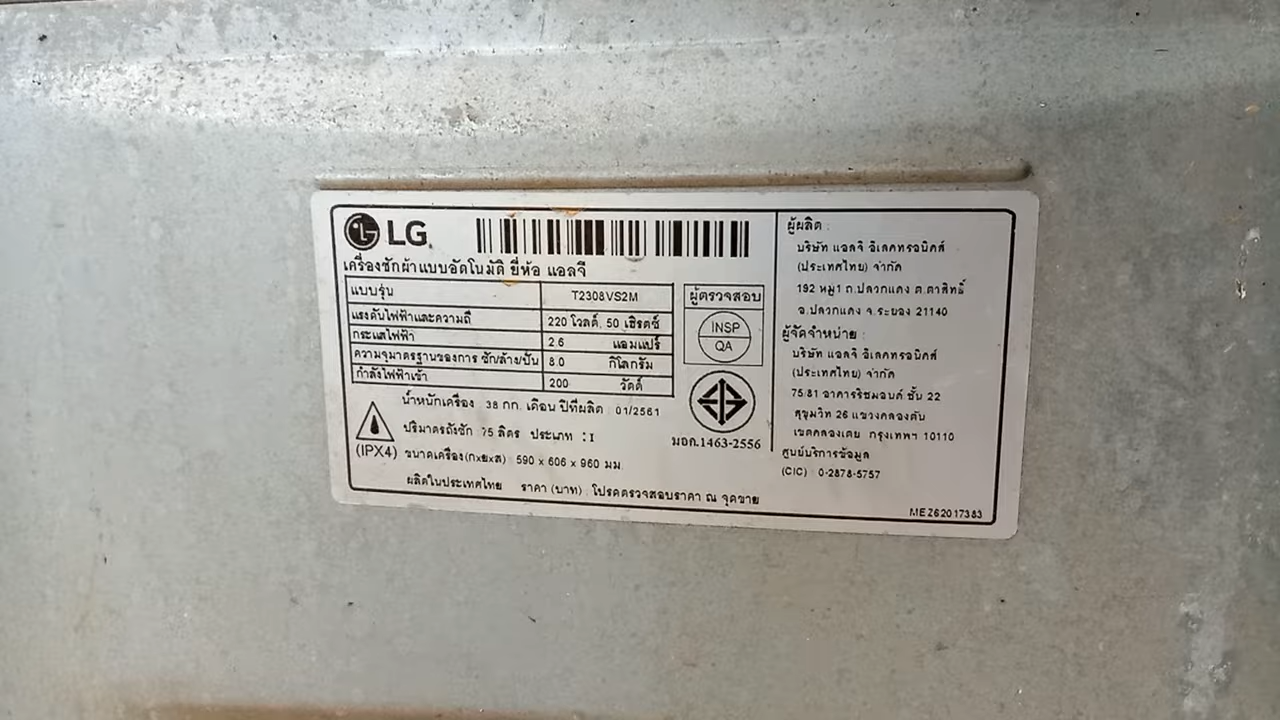 LG
เครื่องซักผ้าแบบอัตโนมัติ ยี่ห้อ แอลจี
แบบรุ่น T2308VS2M
แรงดันไฟฟ้าและความถี่ 220 โวลต์, 50 เฮิรตซ์
กระแสไฟฟ้า 2.6 แอมแปร์
ความจุมาตรฐานของการ ซัก/ล้าง/ปั่น 8.0 กิโลกรัม
กำลังไฟฟ้าเข้า 200 วัตต์
น้ำหนักเครื่อง 38 กก. เดือน ปีที่ผลิต : 01/2561
ปริมาตรถังซัก 75 ลิตร ประเภท : I
(IPX4) ขนาดเครื่อง(กxยxส) 590 x 606 x 960 มม.
ผลิตในประเทศไทย ราคา (บาท) : โปรดตรวจสอบราคา ณ จุดขาย
ผู้ตรวจสอบ
INSP
QA
มอก.1463-2556
ผู้ผลิต :
บริษัท แอลจี อิเลคทรอนิคส์
(ประเทศไทย) จำกัด
192 หมู่1 ถ.ปลวกแดง ต.ตาสิทธิ์
อ.ปลวกแดง จ.ระยอง 21140
ผู้จัดจำหน่าย :
บริษัท แอลจี อิเลคทรอนิคส์
(ประเทศไทย) จำกัด
75/81 อาคารริชมอนด์ ชั้น 22
สุขุมวิท 26 แขวงคลองตัน
เขตคลองเตย กรุงเทพฯ 10110
ศูนย์บริการข้อมูล
(CIC) : 0-2878-5757
MEZ62017383